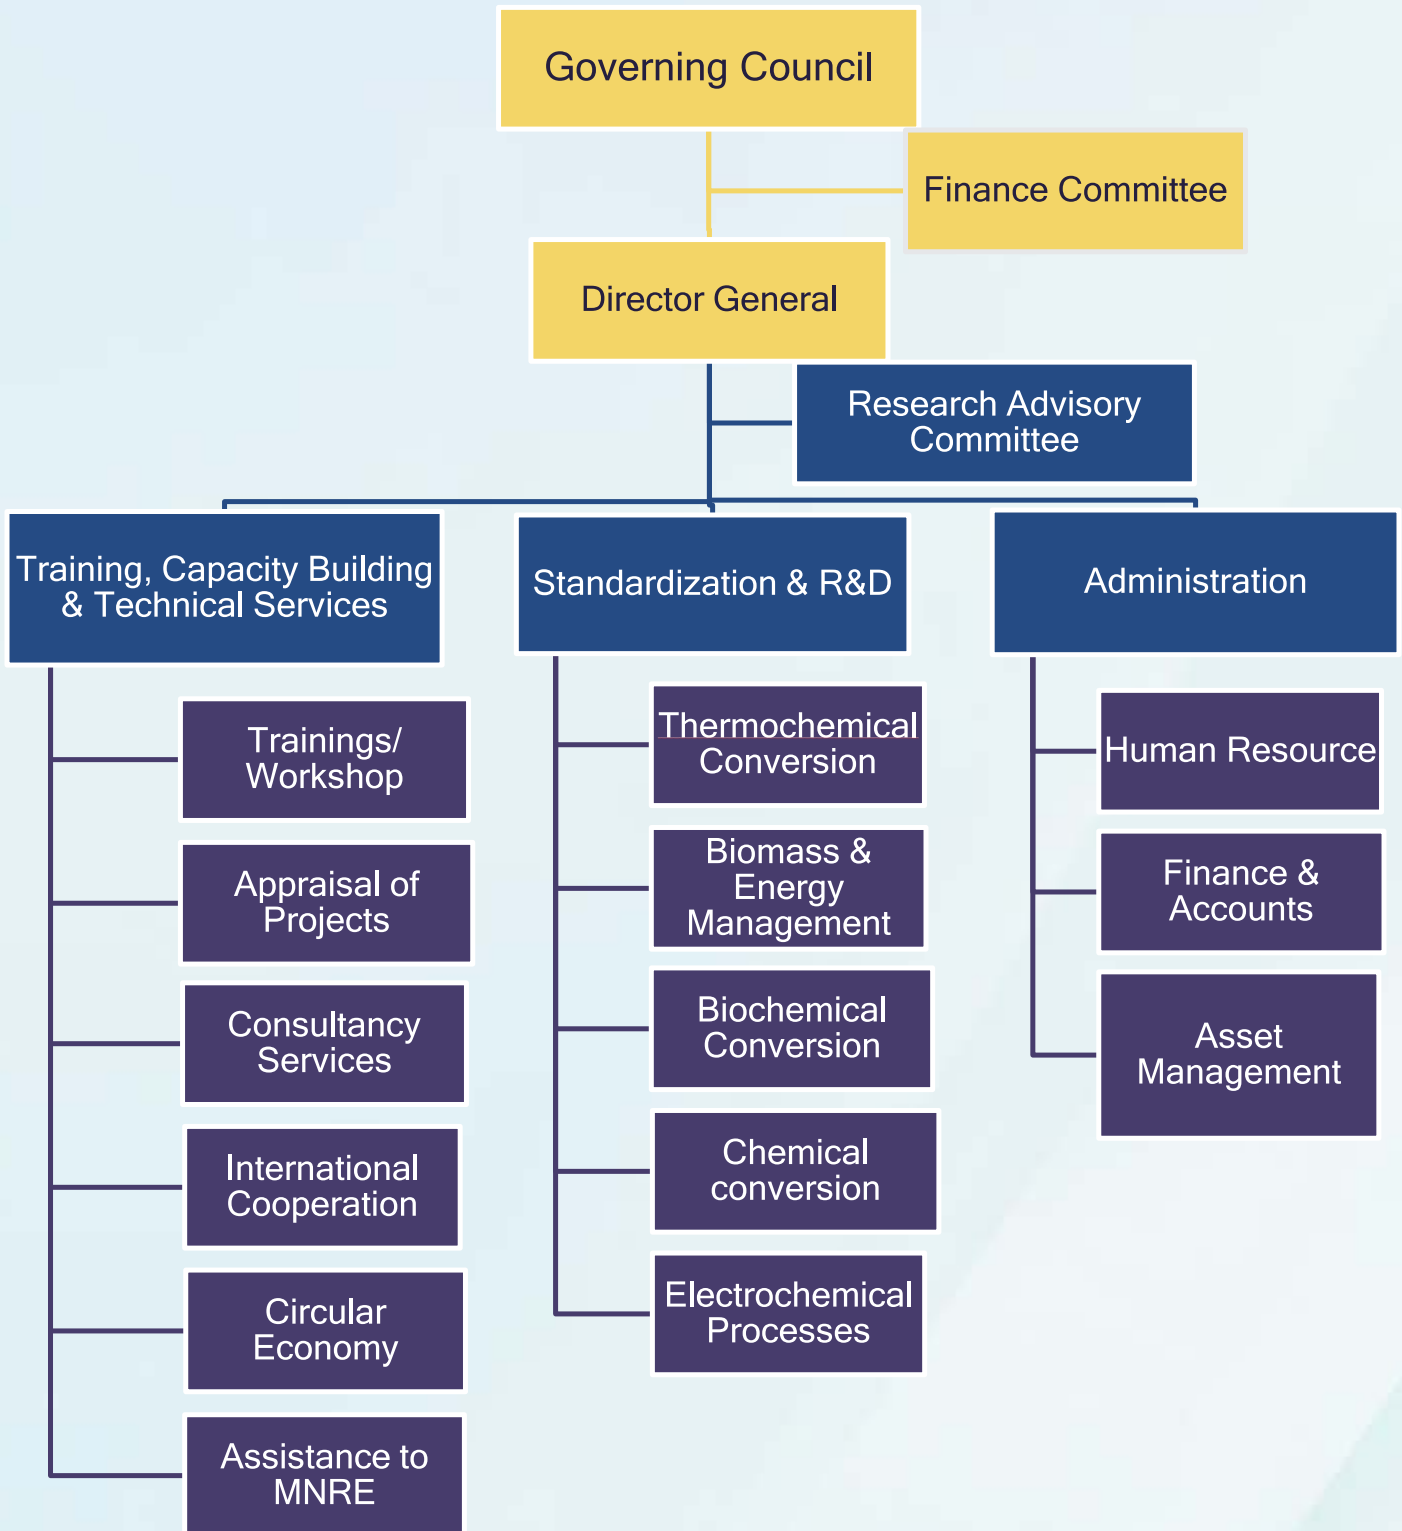 Governing Council
Finance Committee
Director General
Research Advisory
Committee
Training, Capacity Building
& Technical Services
Standardization & R&D
Administration
Trainings/
Workshop
Appraisal of
Projects
Consultancy
Services
International
Cooperation
Circular
Economy
Assistance to
MNRE
Thermochemical
Conversion
Biomass &
Energy
Management
Biochemical
Conversion
Chemical
conversion
Electrochemical
Processes
Human Resource
Finance &
Accounts
Asset
Management